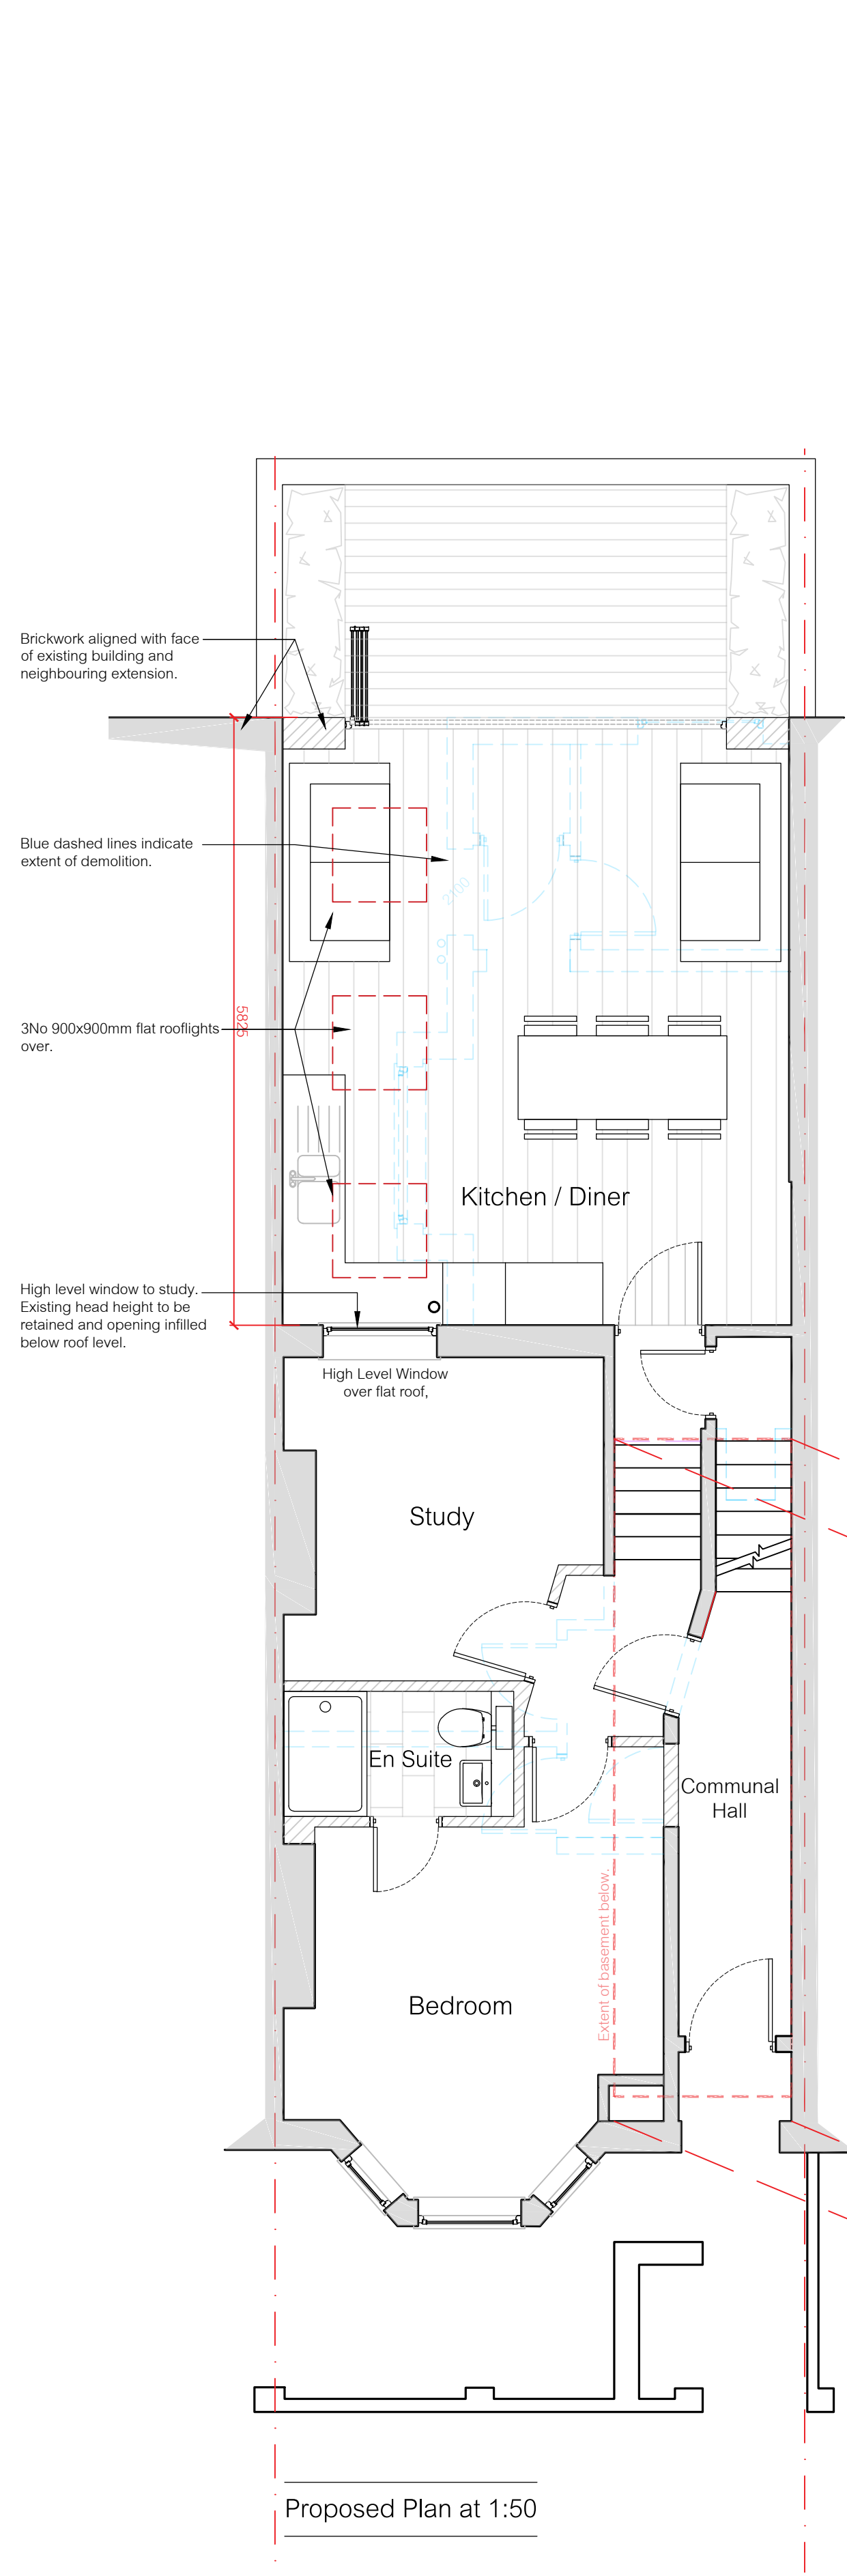 Brickwork aligned with face
of existing building and
neighbouring extension.
Blue dashed lines indicate
extent of demolition.
2100
3No 900x900mm flat rooflights
over.
5825
Kitchen / Diner
High level window to study.
Existing head height to be
retained and opening infilled
below roof level.
High Level Window
over flat roof,
Study
En Suite
Communal
Hall
Extent of basement below.
Bedroom
Proposed Plan at 1:50